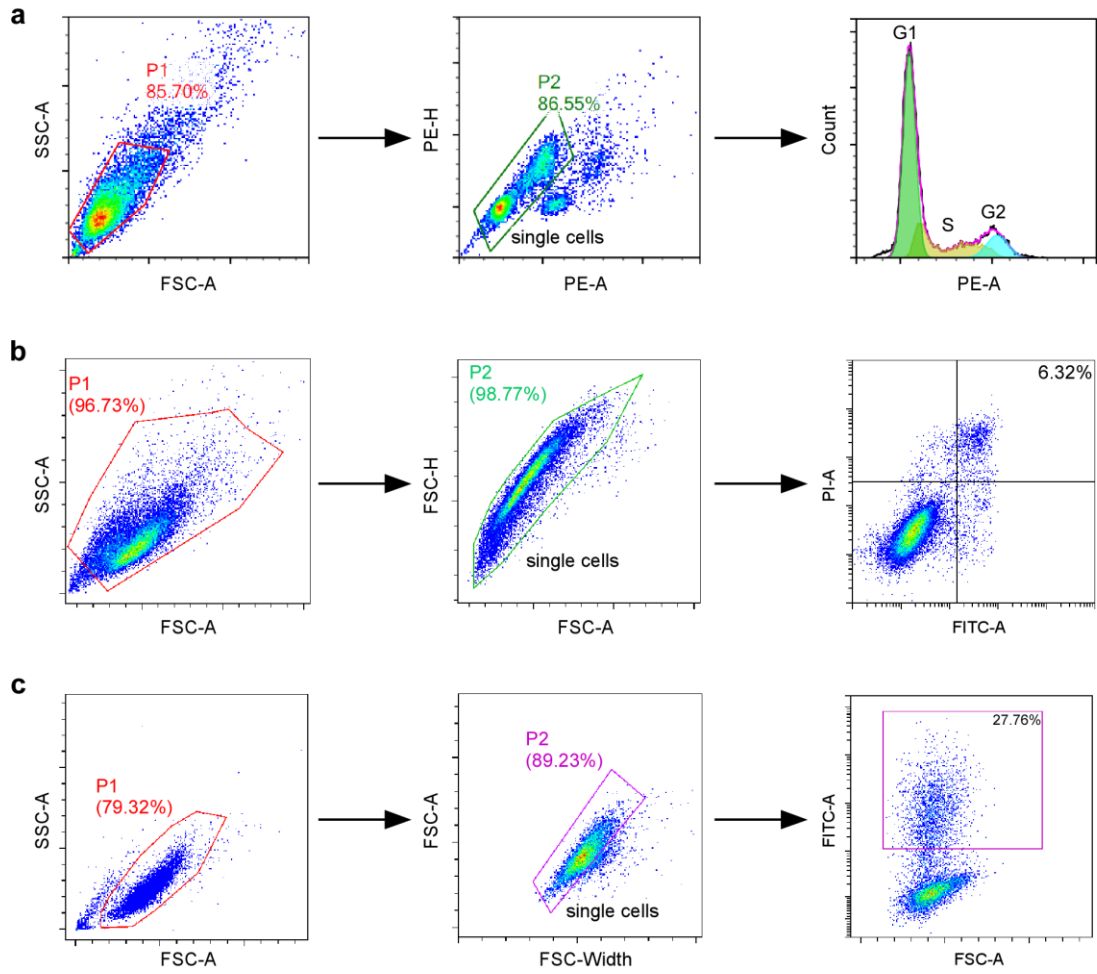 a
P1
85.70%
SSC-A
FSC-A
P2
86.55%
PE-H
single cells
PE-A
G1
S
G2
Count
PE-A
b
P1
(96.73%)
SSC-A
FSC-A
P2
(98.77%)
FSC-H
single cells
FSC-A
6.32%
PI-A
FITC-A
c
P1
(79.32%)
SSC-A
FSC-A
P2
(89.23%)
FSC-A
single cells
FSC-Width
27.76%
FITC-A
FSC-A